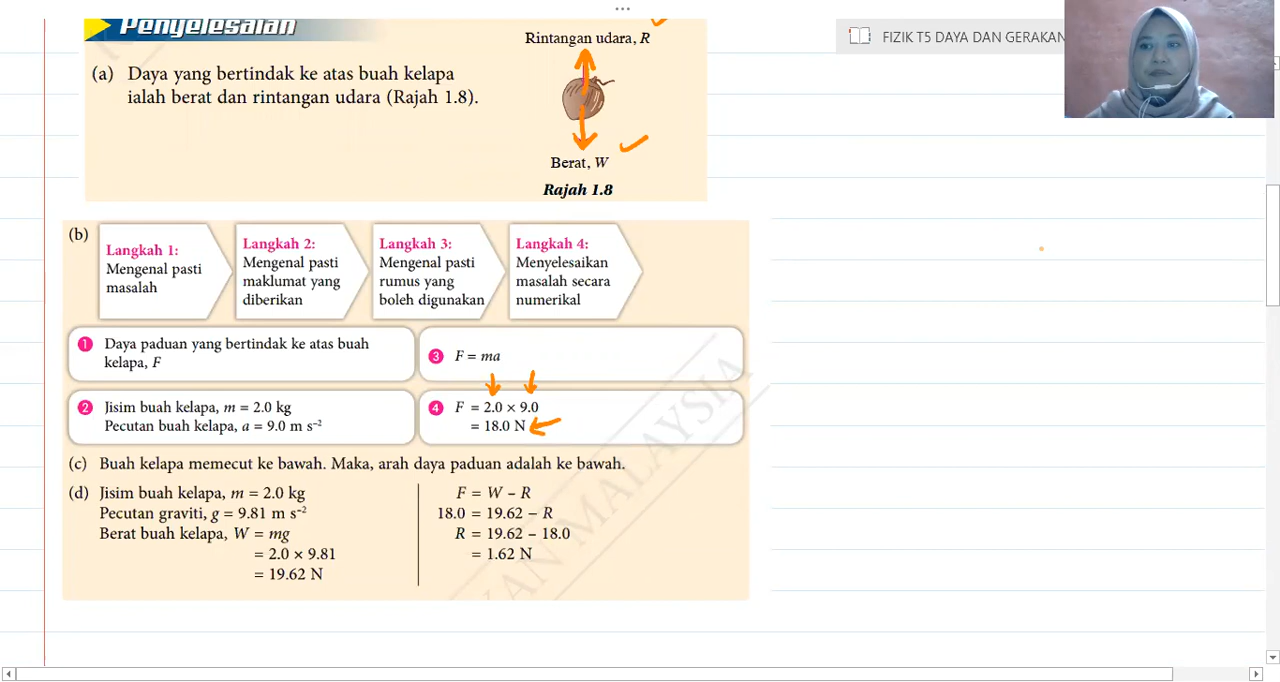 Penyelesaian
Rintangan udara, R
FIZIK T5 DAYA DAN GERAKAN
(a) Daya yang bertindak ke atas buah kelapa
ialah berat dan rintangan udara (Rajah 1.8).
Berat, W
Rajah 1.8
(b)
Langkah 1:
Mengenal pasti
masalah
Langkah 2:
Mengenal pasti
maklumat yang
diberikan
Langkah 3:
Mengenal pasti
rumus yang
boleh digunakan
Langkah 4:
Menyelesaikan
masalah secara
numerikal
1 Daya paduan yang bertindak ke atas buah
kelapa, F
3 F = ma
2 Jisim buah kelapa, m = 2.0 kg
Pecutan buah kelapa, a = 9.0 m s⁻²
4 F = 2.0 × 9.0
= 18.0 N
(c) Buah kelapa memecut ke bawah. Maka, arah daya paduan adalah ke bawah.
(d) Jisim buah kelapa, m = 2.0 kg
Pecutan graviti, g = 9.81 m s⁻²
Berat buah kelapa, W = mg
= 2.0 × 9.81
= 19.62 N
F = W – R
18.0 = 19.62 – R
R = 19.62 – 18.0
= 1.62 N
MALAYSIA